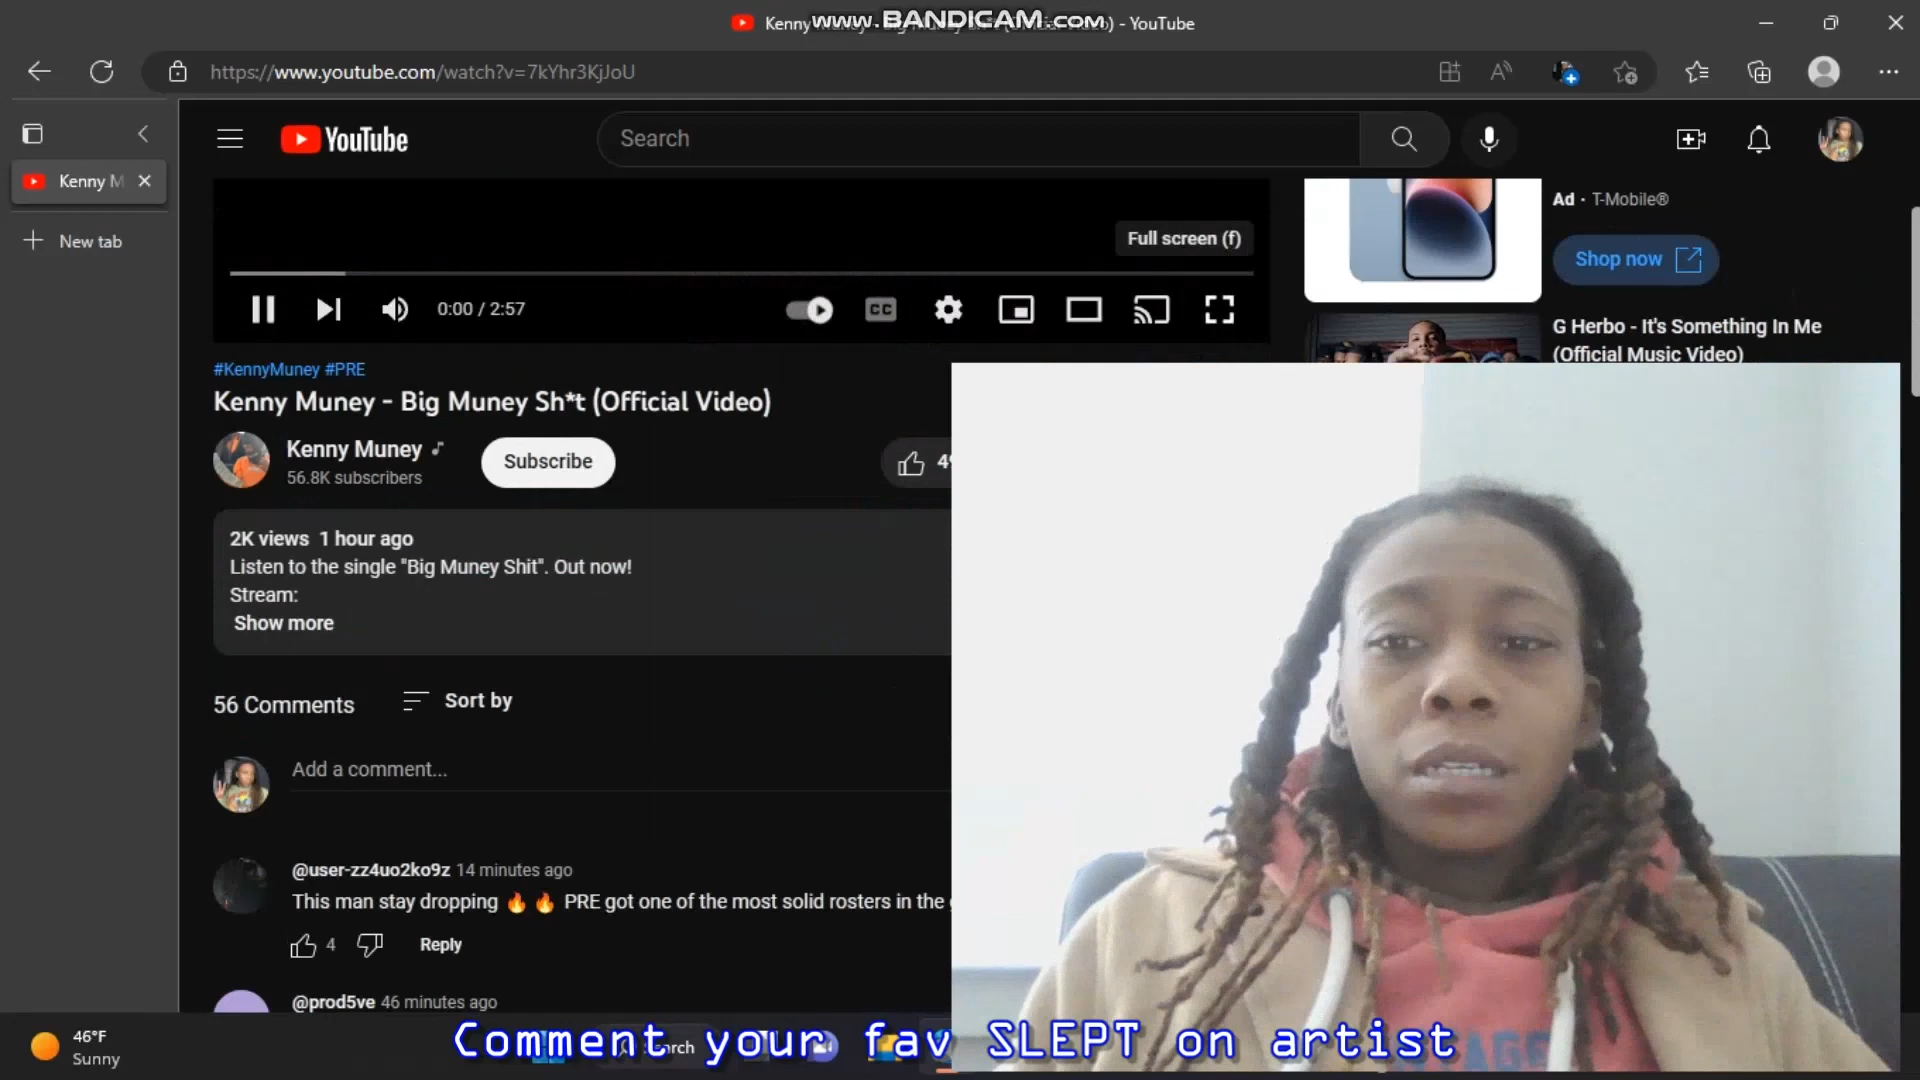 www.BANDICAM.com
Kenny - YouTube
https://www.youtube.com/watch?v=7kYhr3KjJoU
YouTube
Search
Kenny M
New tab
Full screen (f)
0:00 / 2:57
CC
Ad · T-Mobile®
Shop now
G Herbo - It's Something In Me
(Official Music Video)
#KennyMuney #PRE
Kenny Muney - Big Muney Sh*t (Official Video)
Kenny Muney
56.8K subscribers
Subscribe
2K views 1 hour ago
Listen to the single "Big Muney Shit". Out now!
Stream:
Show more
56 Comments
Sort by
Add a comment...
@user-zz4uo2ko9z 14 minutes ago
This man stay dropping 🔥 🔥 PRE got one of the most solid rosters in the
4
Reply
@prod5ve 46 minutes ago
46°F
Sunny
Comment your fav SLEPT on artist